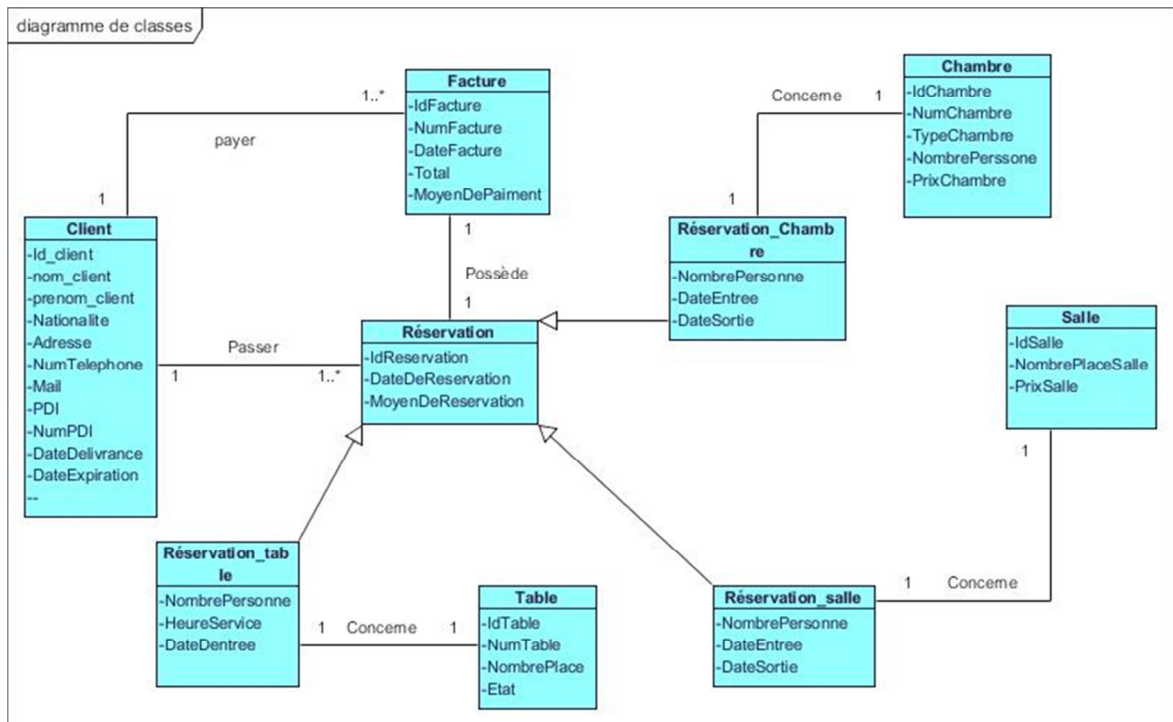 diagramme de classes
Facture
-IdFacture
-NumFacture
-DateFacture
-Total
-MoyenDePaiment
1..*
payer
1
1
Possède
1
Chambre
-IdChambre
-NumChambre
-TypeChambre
-NombrePerssone
-PrixChambre
Conceme
1
1
Réservation_Chamb
re
-NombrePersonne
-DateEntree
-DateSortie
Client
-Id_client
-nom_client
-prenom_client
-Nationalite
-Adresse
-NumTelephone
-Mail
-PDI
-NumPDI
-DateDelivrance
-DateExpiration
--
Passer
1
1..*
Réservation
-IdReservation
-DateDeReservation
-MoyenDeReservation
Salle
-IdSalle
-NombrePlaceSalle
-PrixSalle
1
1
Conceme
Réservation_tab
le
-NombrePersonne
-HeureService
-DateDentree
1
Conceme
1
Table
-IdTable
-NumTable
-NombrePlace
-Etat
Réservation_salle
-NombrePersonne
-DateEntree
-DateSortie